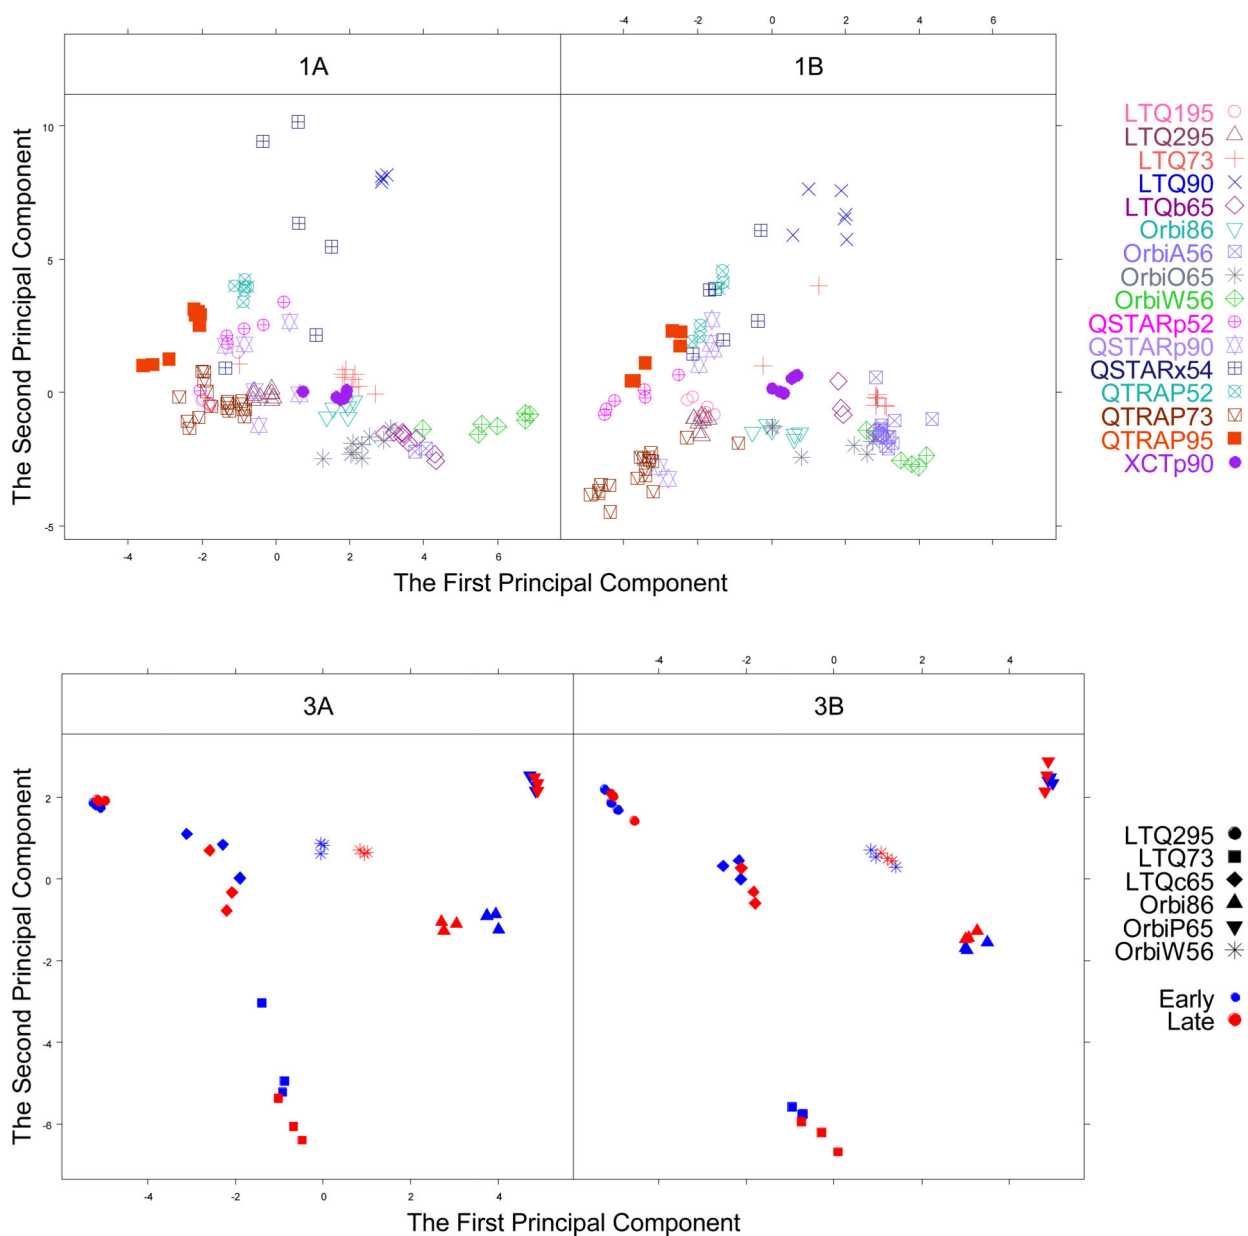 -4 -2 0 2 4 6
1A 1B
10
5
0
-5
The Second Principal Component
-4 -2 0 2 4 6
The First Principal Component
LTQ195
LTQ295
LTQ73
LTQ90
LTQb65
Orbi86
OrbiA56
OrbiO65
OrbiW56
QSTARp52
QSTARp90
QSTARx54
QTRAP52
QTRAP73
QTRAP95
XCTp90
-4 -2 0 2 4
3A 3B
2
0
-2
-4
-6
The Second Principal Component
-4 -2 0 2 4
The First Principal Component
LTQ295
LTQ73
LTQc65
Orbi86
OrbiP65
OrbiW56
Early
Late